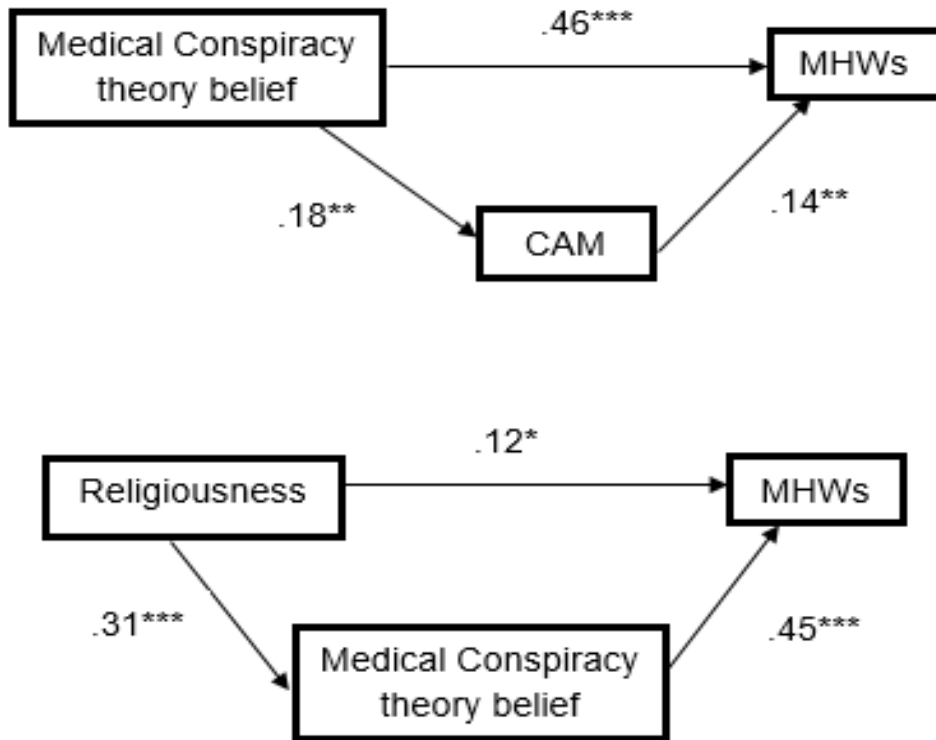 .46***
Medical Conspiracy
theory belief
MHWs
.18**
.14**
CAM
.12*
Religiousness
MHWs
.31***
.45***
Medical Conspiracy
theory belief